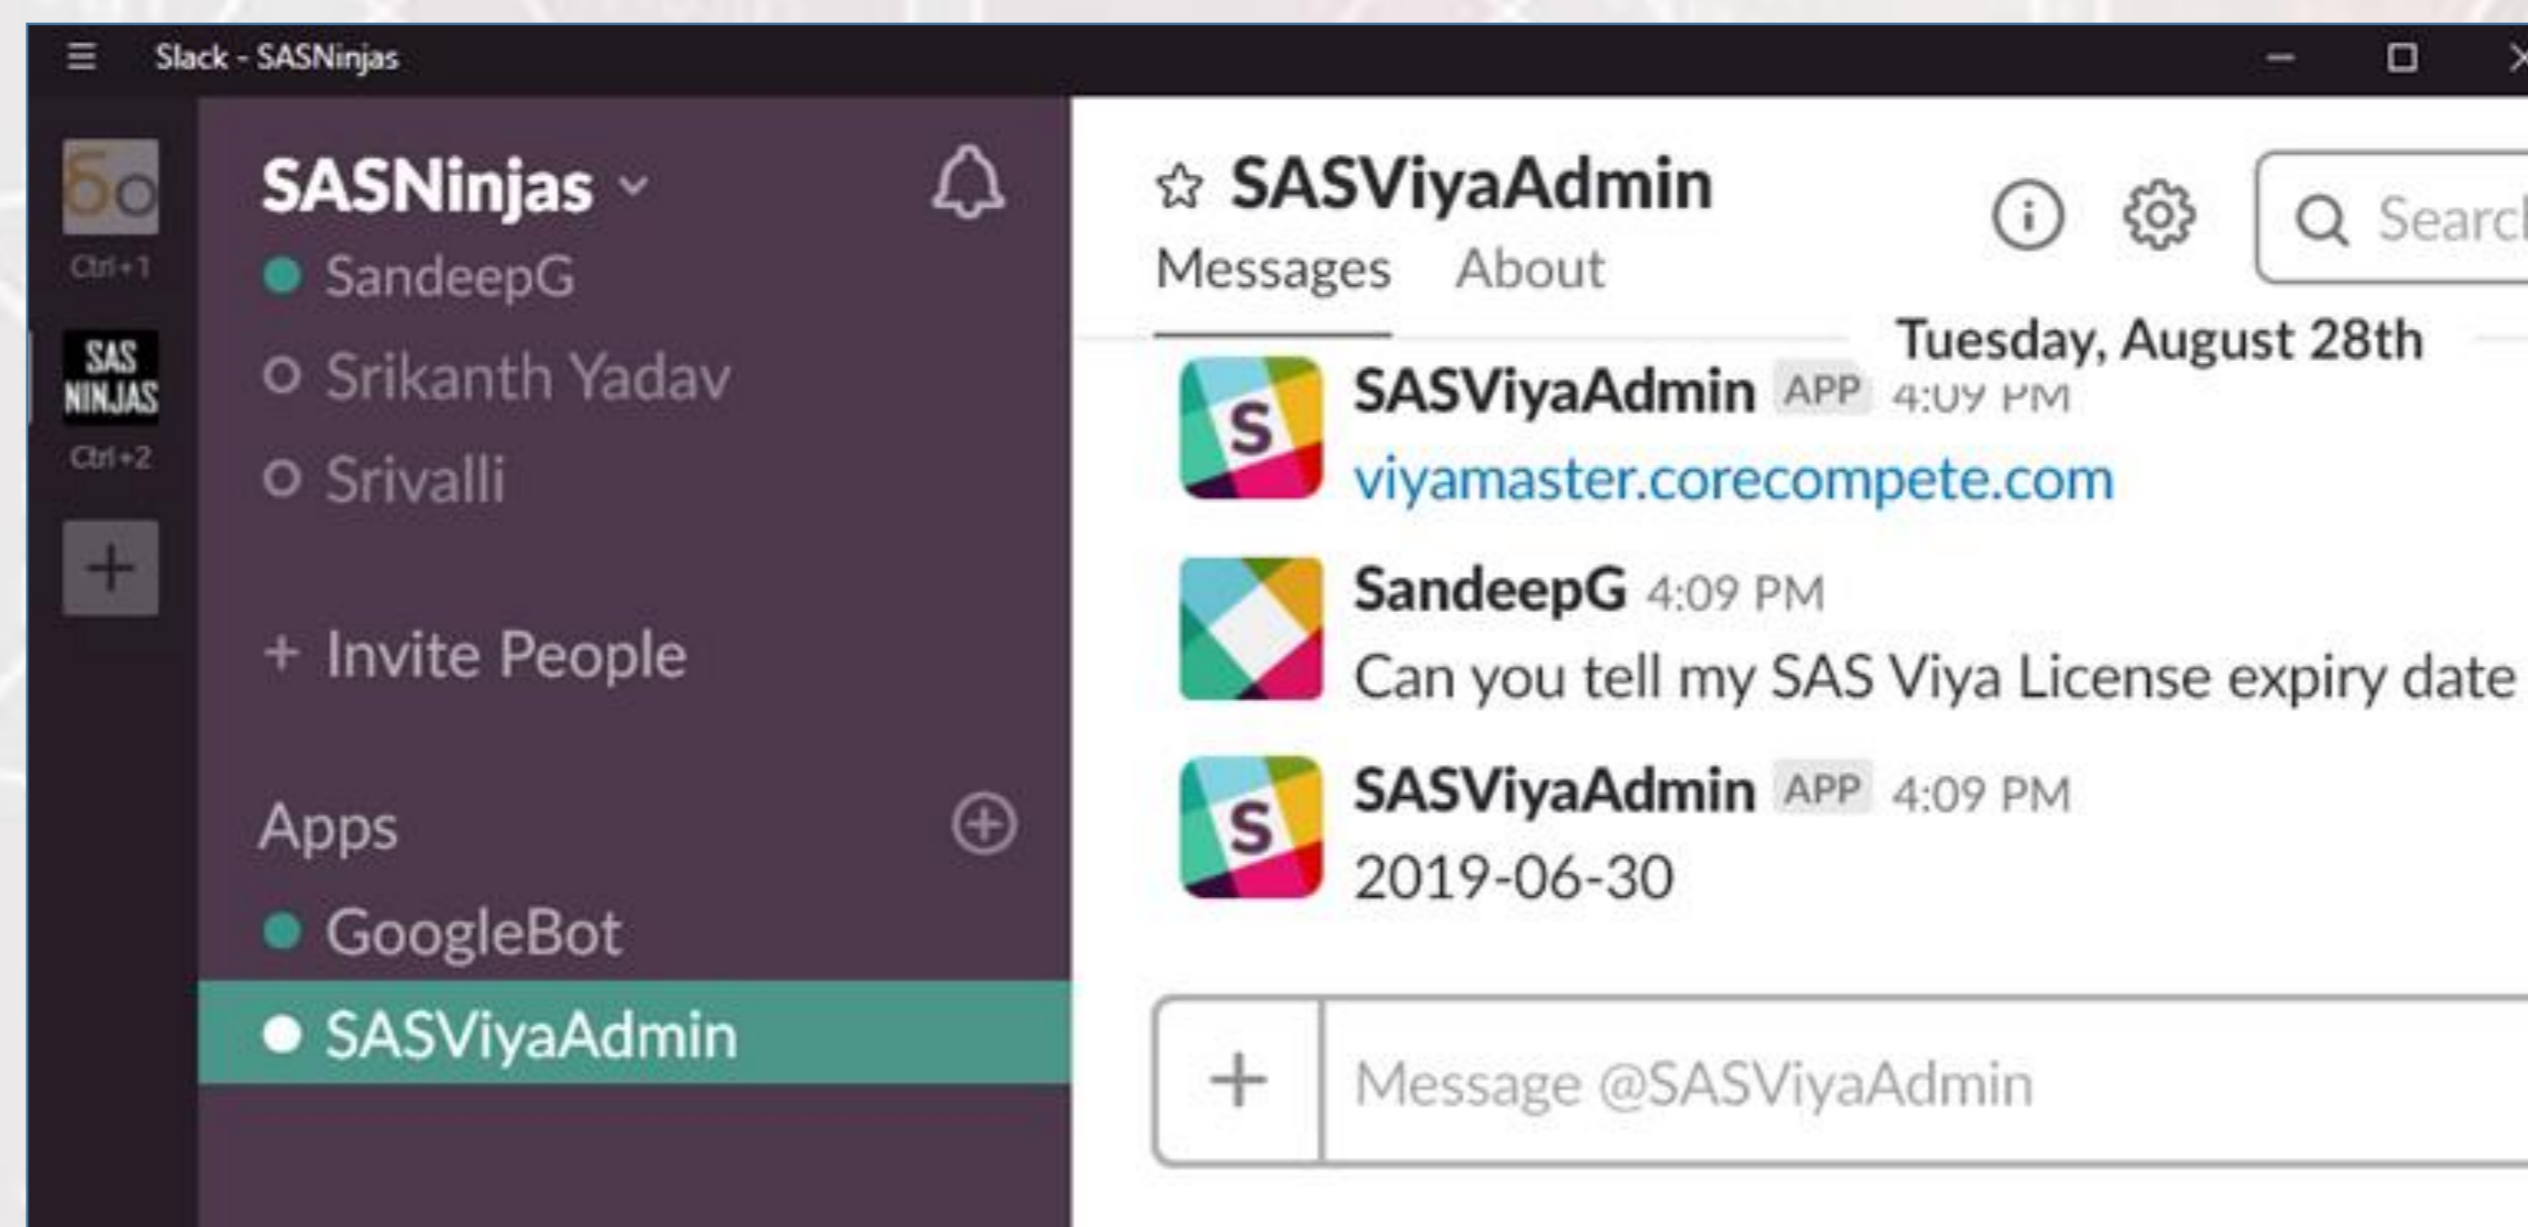 Slack - SASNinjas
Ctrl+1
SAS
NINJAS
Ctrl+2
SASNinjas
SandeepG
Srikanth Yadav
Srivalli
+ Invite People
Apps
GoogleBot
SASViyaAdmin
SASViyaAdmin
Messages About
Search
Tuesday, August 28th
SASViyaAdmin APP 4:09 PM
viyamaster.corecompete.com
SandeepG 4:09 PM
Can you tell my SAS Viya License expiry date
SASViyaAdmin APP 4:09 PM
2019-06-30
Message @SASViyaAdmin